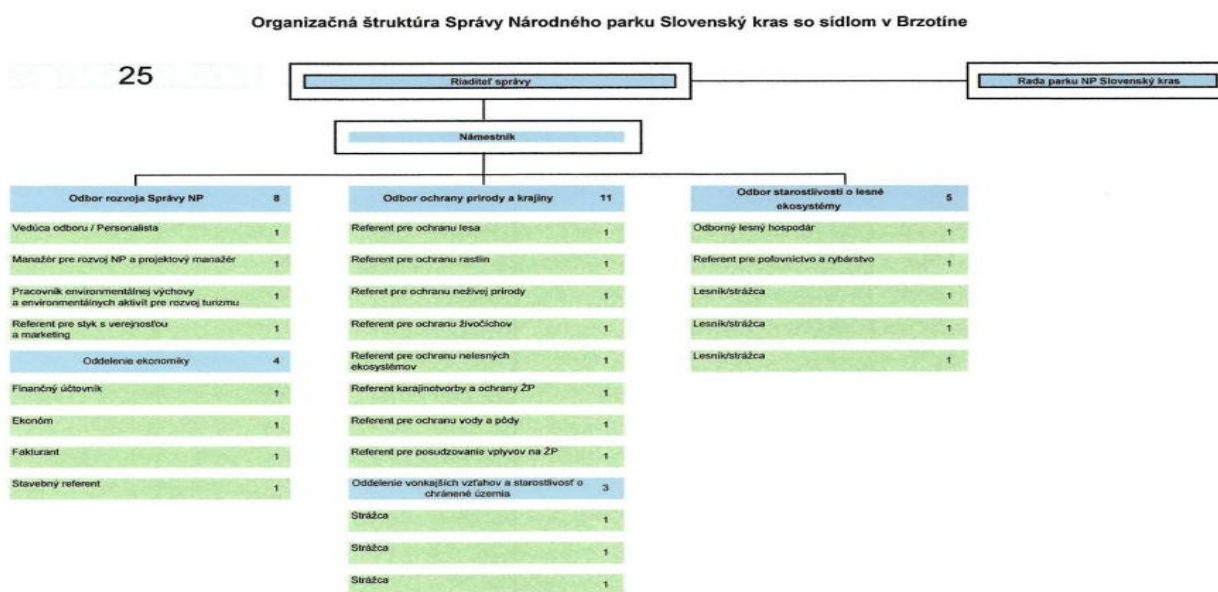 Organizačná štruktúra Správy Národného parku Slovenský kras so sídlom v Brzotíne
25
Riaditeľ správy
Rada parku NP Slovenský kras
Námestník
Odbor rozvoja Správy NP 8
Vedúca odboru / Personalista 1
Manažér pre rozvoj NP a projektový manažér 1
Pracovník environmentálnej výchovy
a environmentálnych aktivít pre rozvoj turizmu 1
Referent pre styk s verejnosťou
a marketing 1
Oddelenie ekonomiky 4
Finančný účtovník 1
Ekonóm 1
Fakturant 1
Stavebný referent 1
Odbor ochrany prírody a krajiny 11
Referent pre ochranu lesa 1
Referent pre ochranu rastlín 1
Referet pre ochranu neživej prírody 1
Referent pre ochranu živočíchov 1
Referent pre ochranu nelesných
ekosystémov 1
Referent karajinotvorby a ochrany ŽP 1
Referent pre ochranu vody a pôdy 1
Referent pre posudzovanie vplyvov na ŽP 1
Oddelenie vonkajších vzťahov a starostlivosť o
chránené územia 3
Strážca 1
Strážca 1
Strážca 1
Odbor starostlivosti o lesné
ekosystémy 5
Odborný lesný hospodár 1
Referent pre poľovníctvo a rybárstvo 1
Lesník/strážca 1
Lesník/strážca 1
Lesník/strážca 1